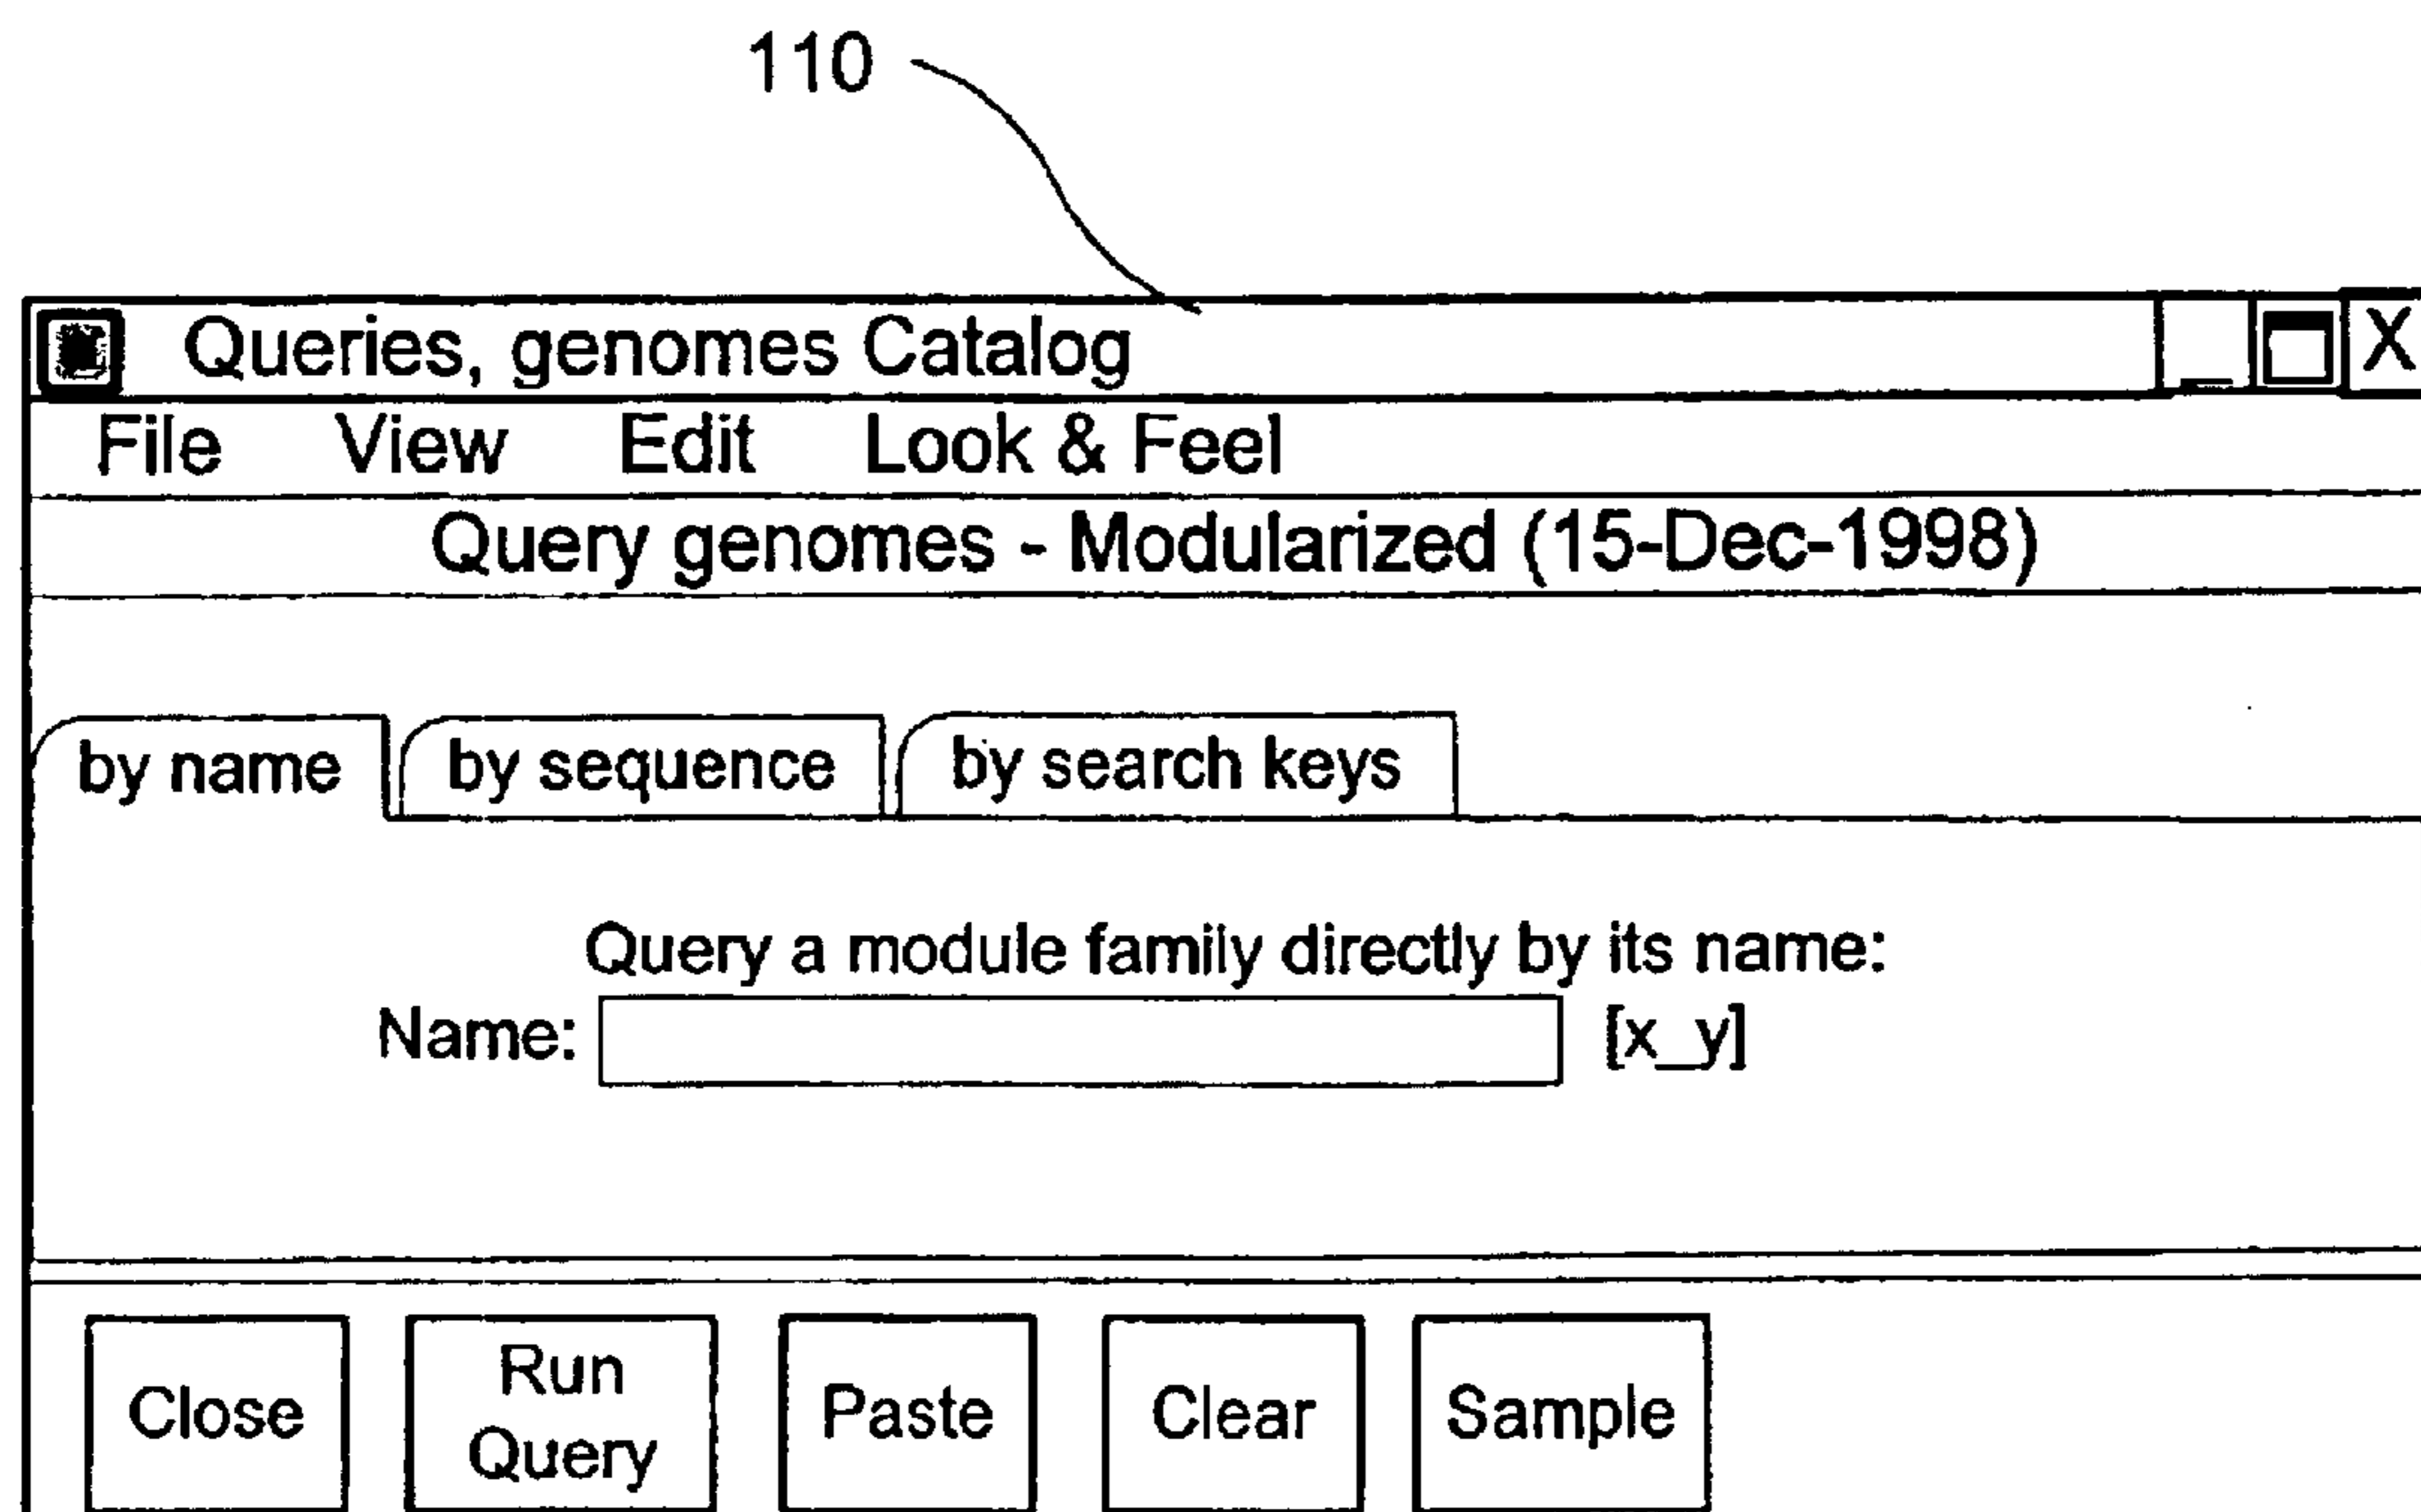 110
Queries, genomes Catalog _ X
File View Edit Look & Feel
Query genomes - Modularized (15-Dec-1998)
by name by sequence by search keys
Query a module family directly by its name:
Name: [x_y]
Close Run Query Paste Clear Sample